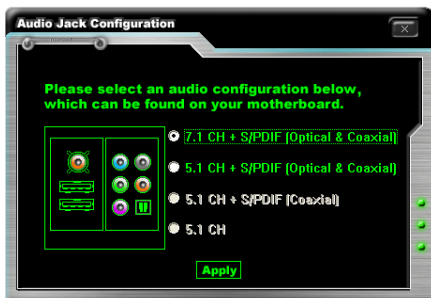 Audio Jack Configuration
Please select an audio configuration below,
which can be found on your motherboard.
7.1 CH + S/PDIF (Optical & Coaxial)
5.1 CH + S/PDIF (Optical & Coaxial)
5.1 CH + S/PDIF (Coaxial)
5.1 CH
Apply